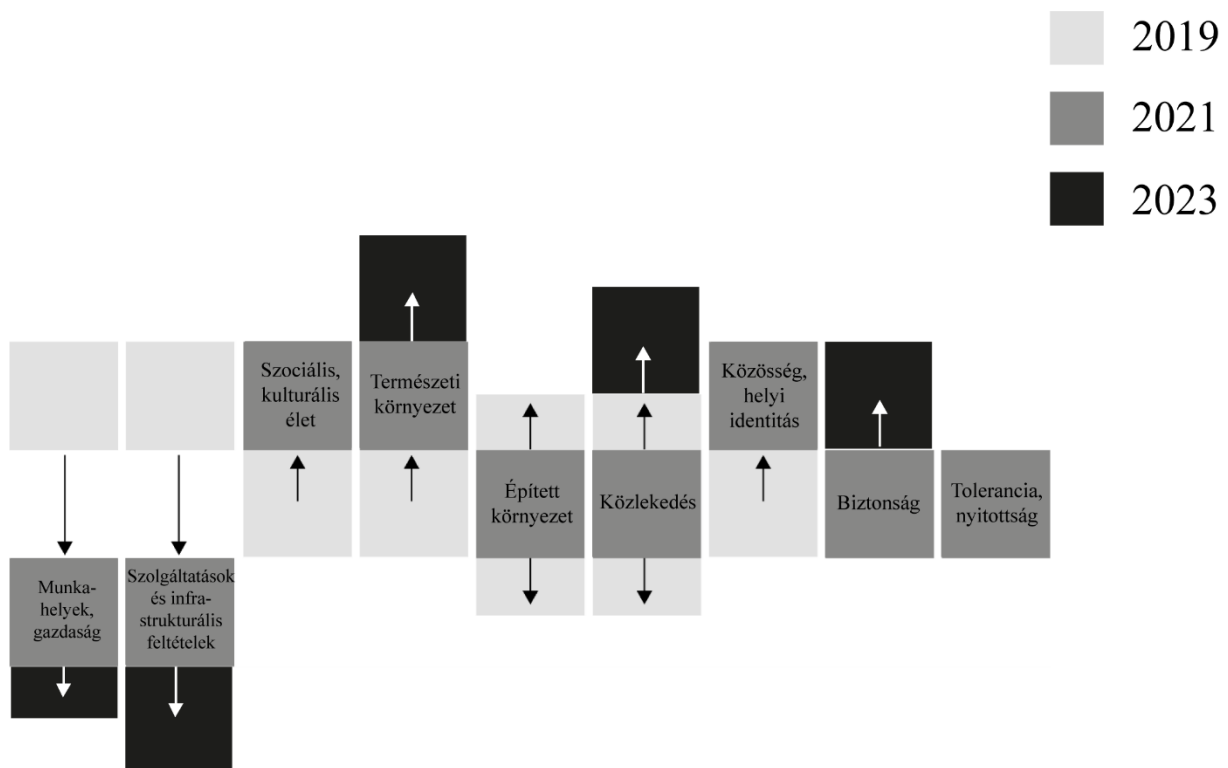 2019
2021
2023
Munka-
helyek,
gazdaság
Szolgáltatások
és infra-
strukturális
feltételek
Szociális,
kulturális
élet
Természeti
környezet
Épített
környezet
Közlekedés
Közösség,
helyi
identitás
Biztonság
Tolerancia,
nyitottság